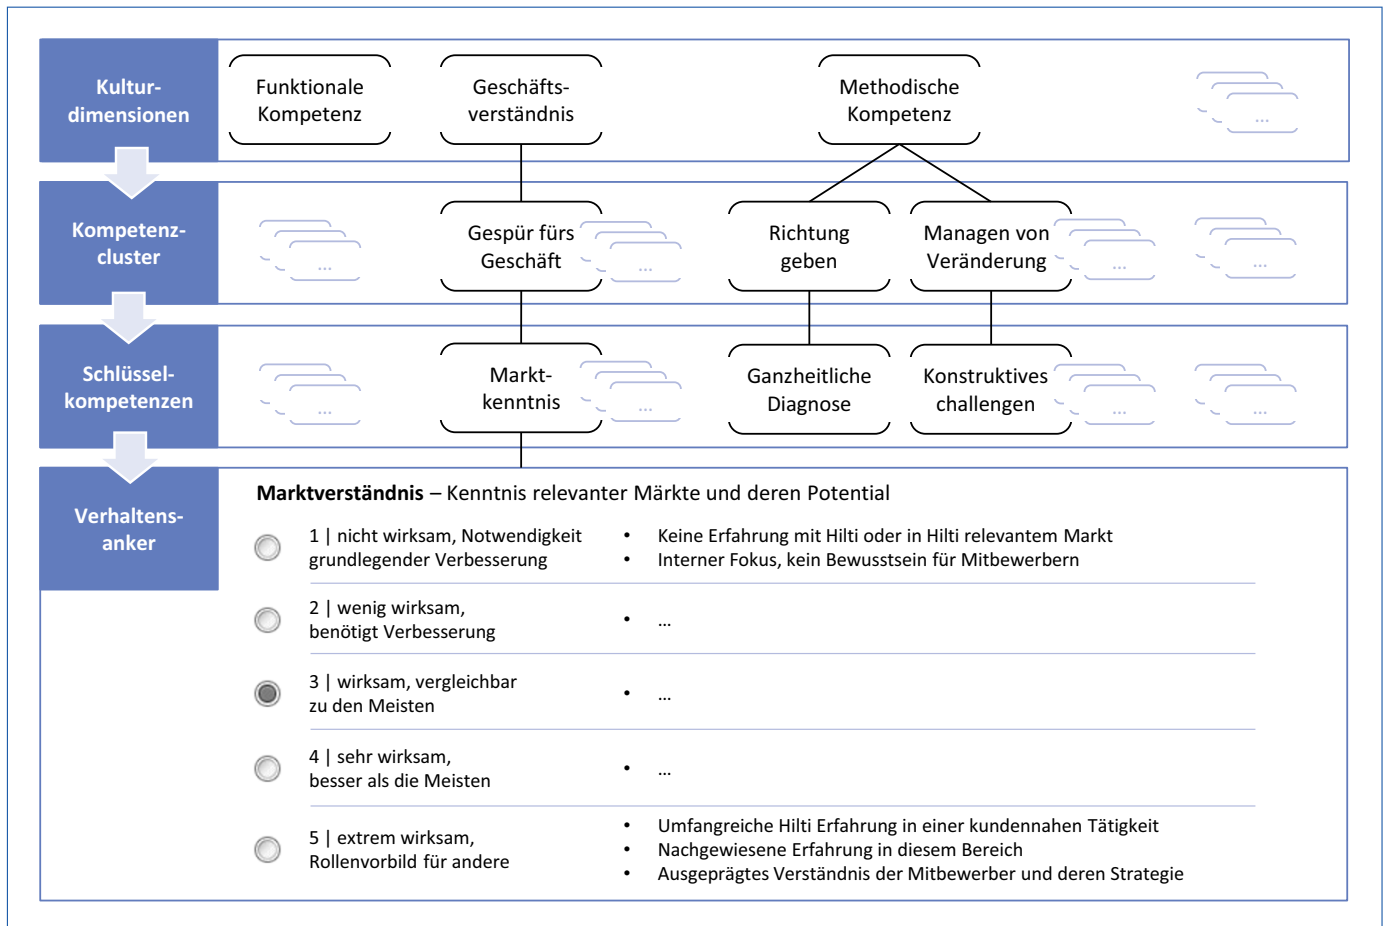 Kultur-
dimensionen
Funktionale
Kompetenz
Geschäfts-
verständnis
Methodische
Kompetenz
...
Kompetenz-
cluster
...
Gespür fürs
Geschäft
...
Richtung
geben
Managen von
Veränderung
...
...
Schlüssel-
kompetenzen
...
Markt-
kenntnis
...
Ganzheitliche
Diagnose
Konstruktives
challengen
...
...
Verhaltens-
anker
Marktverständnis – Kenntnis relevanter Märkte und deren Potential
1 | nicht wirksam, Notwendigkeit
grundlegender Verbesserung
• Keine Erfahrung mit Hilti oder in Hilti relevantem Markt
• Interner Fokus, kein Bewusstsein für Mitbewerbern
2 | wenig wirksam,
benötigt Verbesserung
• ...
3 | wirksam, vergleichbar
zu den Meisten
• ...
4 | sehr wirksam,
besser als die Meisten
• ...
5 | extrem wirksam,
Rollenvorbild für andere
• Umfangreiche Hilti Erfahrung in einer kundennahen Tätigkeit
• Nachgewiesene Erfahrung in diesem Bereich
• Ausgeprägtes Verständnis der Mitbewerber und deren Strategie